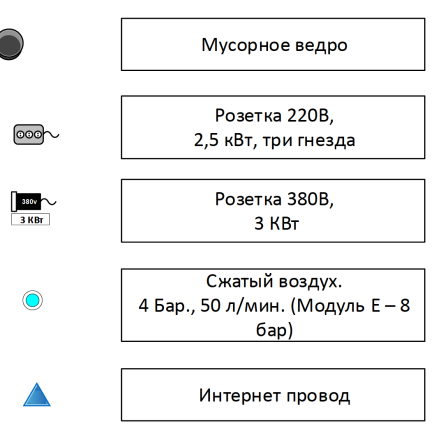 Мусорное ведро
Розетка 220В,
2,5 кВт, три гнезда
380v
3 КВт
Розетка 380В,
3 КВт
Сжатый воздух.
4 Бар., 50 л/мин. (Модуль Е – 8
бар)
Интернет провод